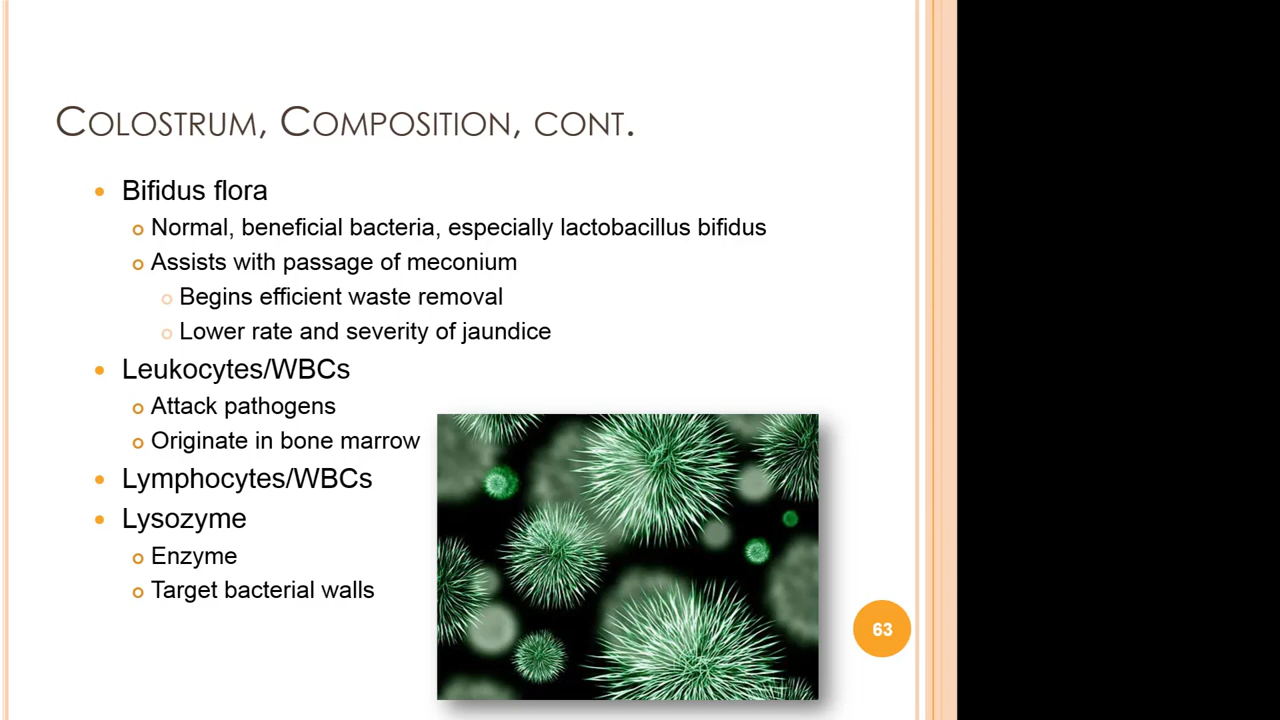 Colostrum, Composition, cont.
Bifidus flora
Normal, beneficial bacteria, especially lactobacillus bifidus
Assists with passage of meconium
Begins efficient waste removal
Lower rate and severity of jaundice
Leukocytes/WBCs
Attack pathogens
Originate in bone marrow
Lymphocytes/WBCs
Lysozyme
Enzyme
Target bacterial walls
63